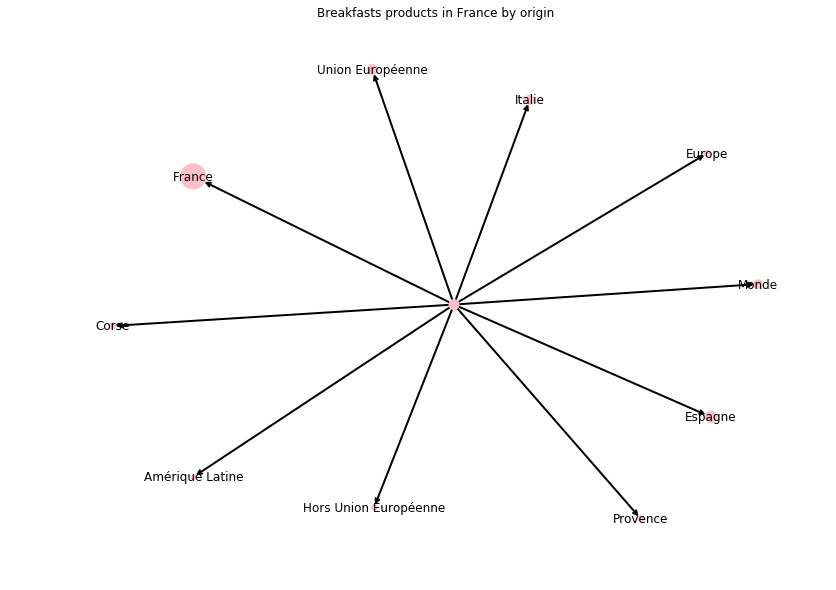 Breakfasts products in France by origin
Union Européenne
Italie
Europe
France
Monde
Corse
Espagne
Amérique Latine
Hors Union Européenne
Provence